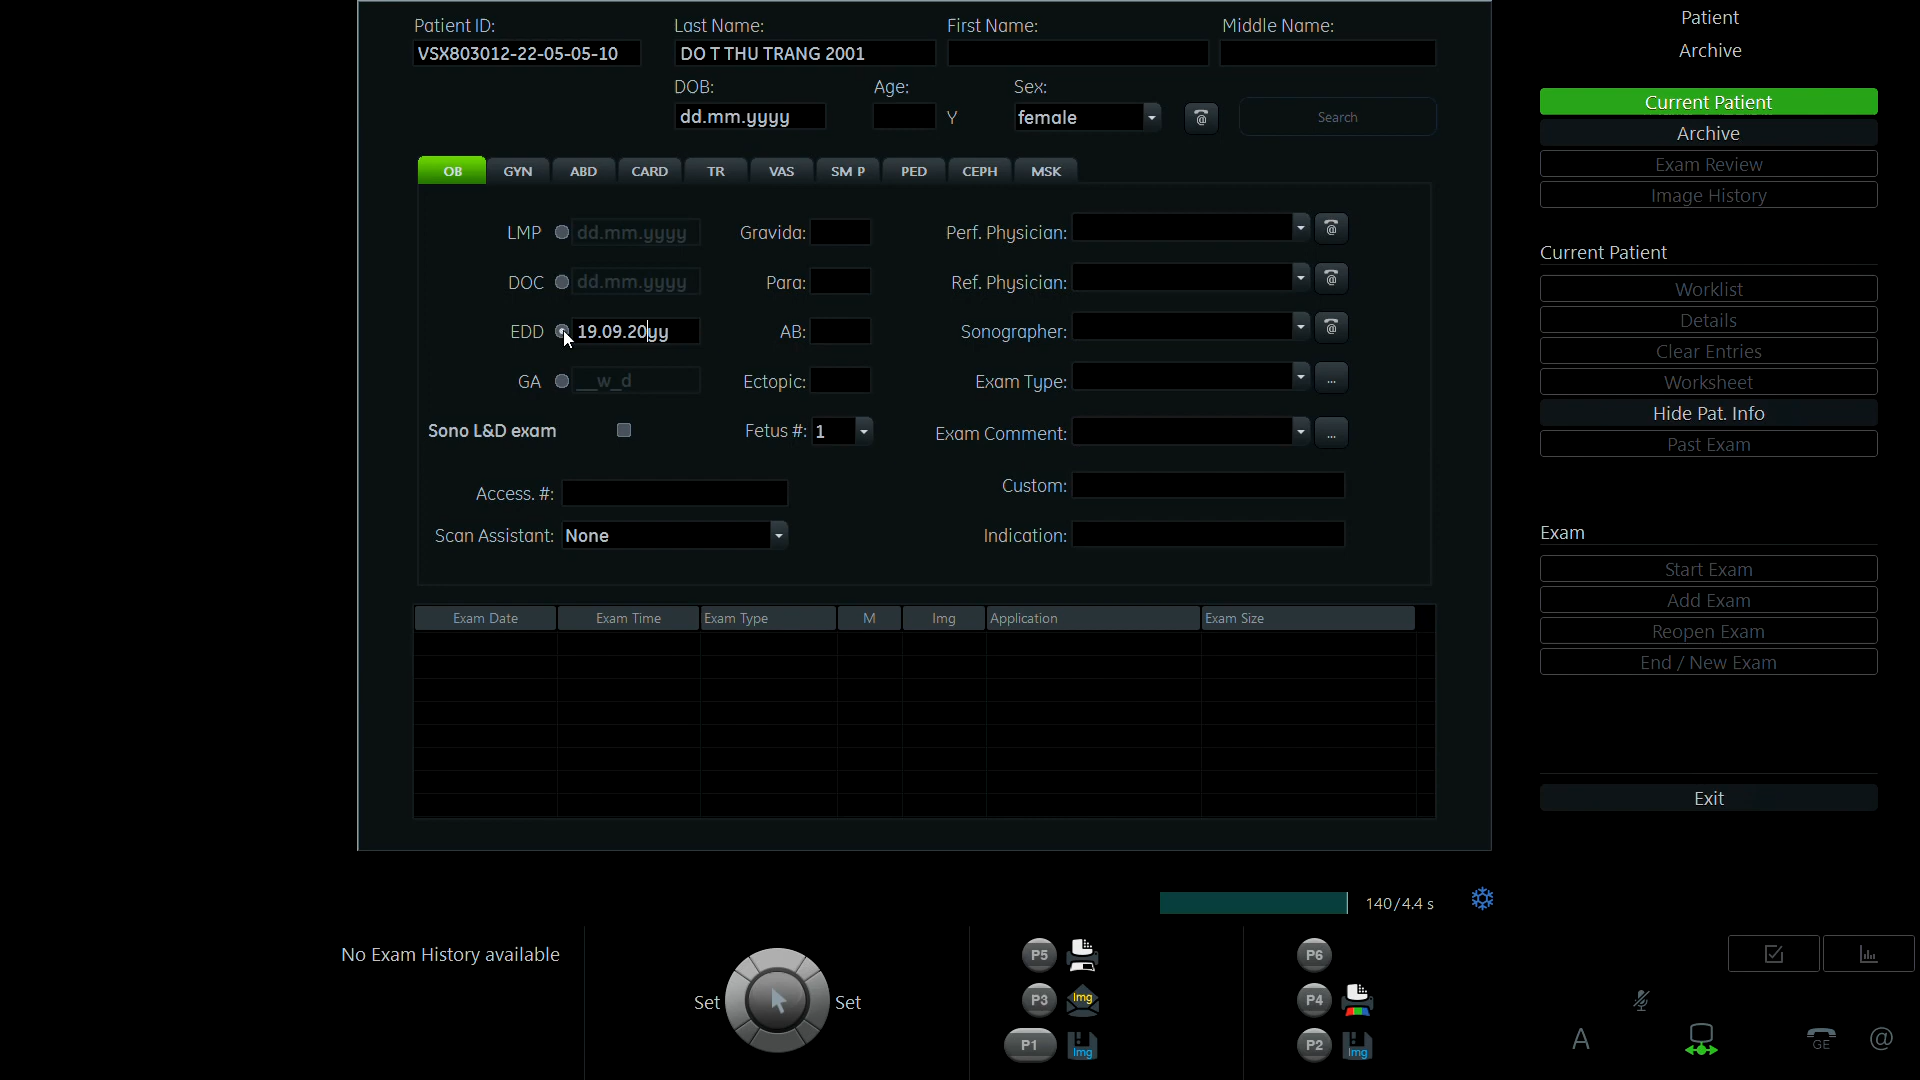 Patient ID: Last Name: First Name: Middle Name:
VSX803012-22-05-05-10 DO T THU TRANG 2001
DOB: Age: Sex:
dd.mm.yyyy Y female Search
OB GYN ABD CARD TR VAS SM P PED CEPH MSK
LMP dd.mm.yyyy Gravida: Perf. Physician:
DOC dd.mm.yyyy Para: Ref. Physician:
EDD 19.09.20yy AB: Sonographer:
GA __w_d Ectopic: Exam Type: ...
Sono L&D exam Fetus #: 1 Exam Comment: ...
Access. #: Custom:
Scan Assistant: None Indication:
Exam Date Exam Time Exam Type M Img Application Exam Size
Patient
Archive
Current Patient
Archive
Exam Review
Image History
Current Patient
Worklist
Details
Clear Entries
Worksheet
Hide Pat. Info
Past Exam
Exam
Start Exam
Add Exam
Reopen Exam
End / New Exam
Exit
140/4.4 s
No Exam History available
Set Set
P5 P6
P3 Img P4
P1 Img P2 Img
A GE @